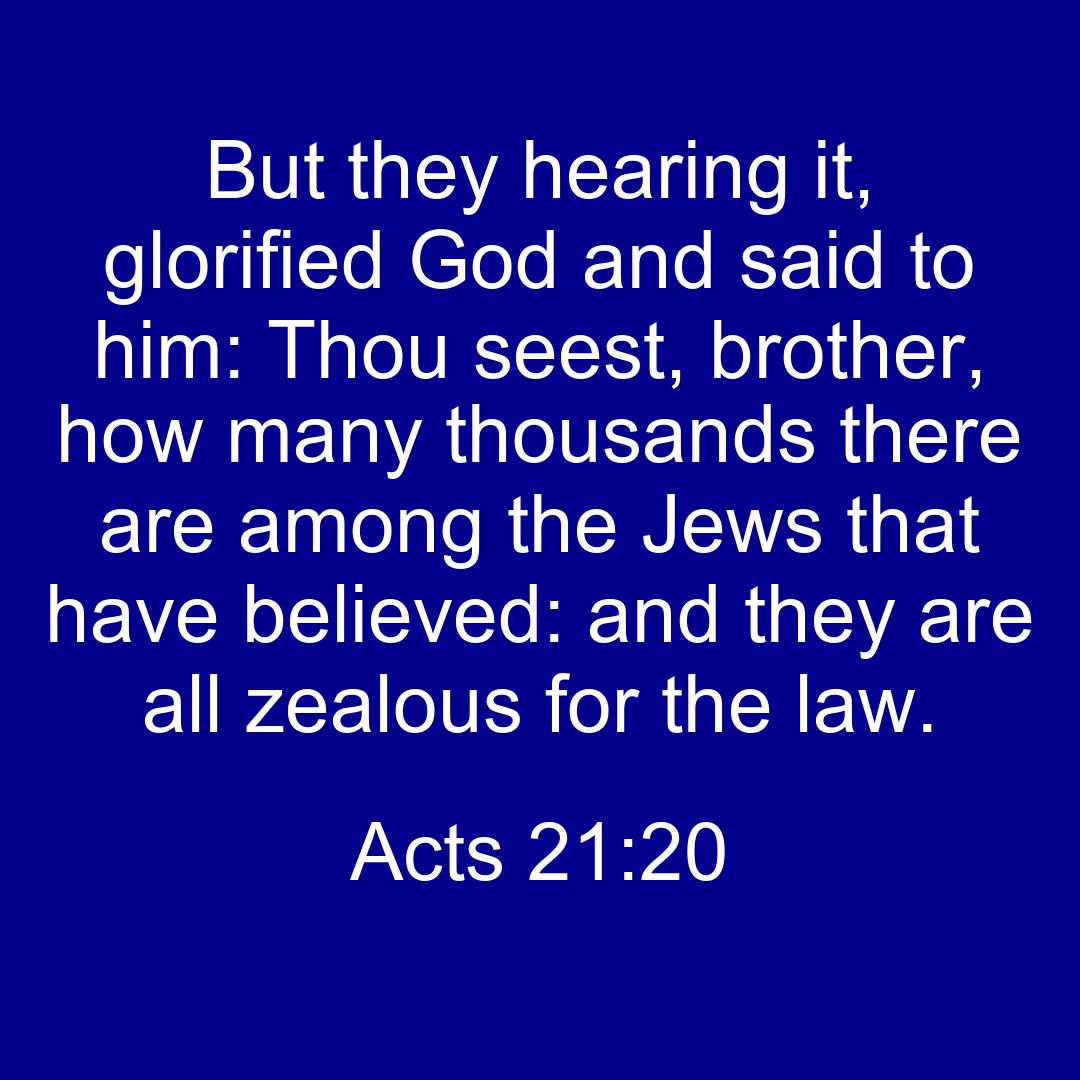 But they hearing it,
glorified God and said to
him: Thou seest, brother,
how many thousands there
are among the Jews that
have believed: and they are
all zealous for the law.
Acts 21:20